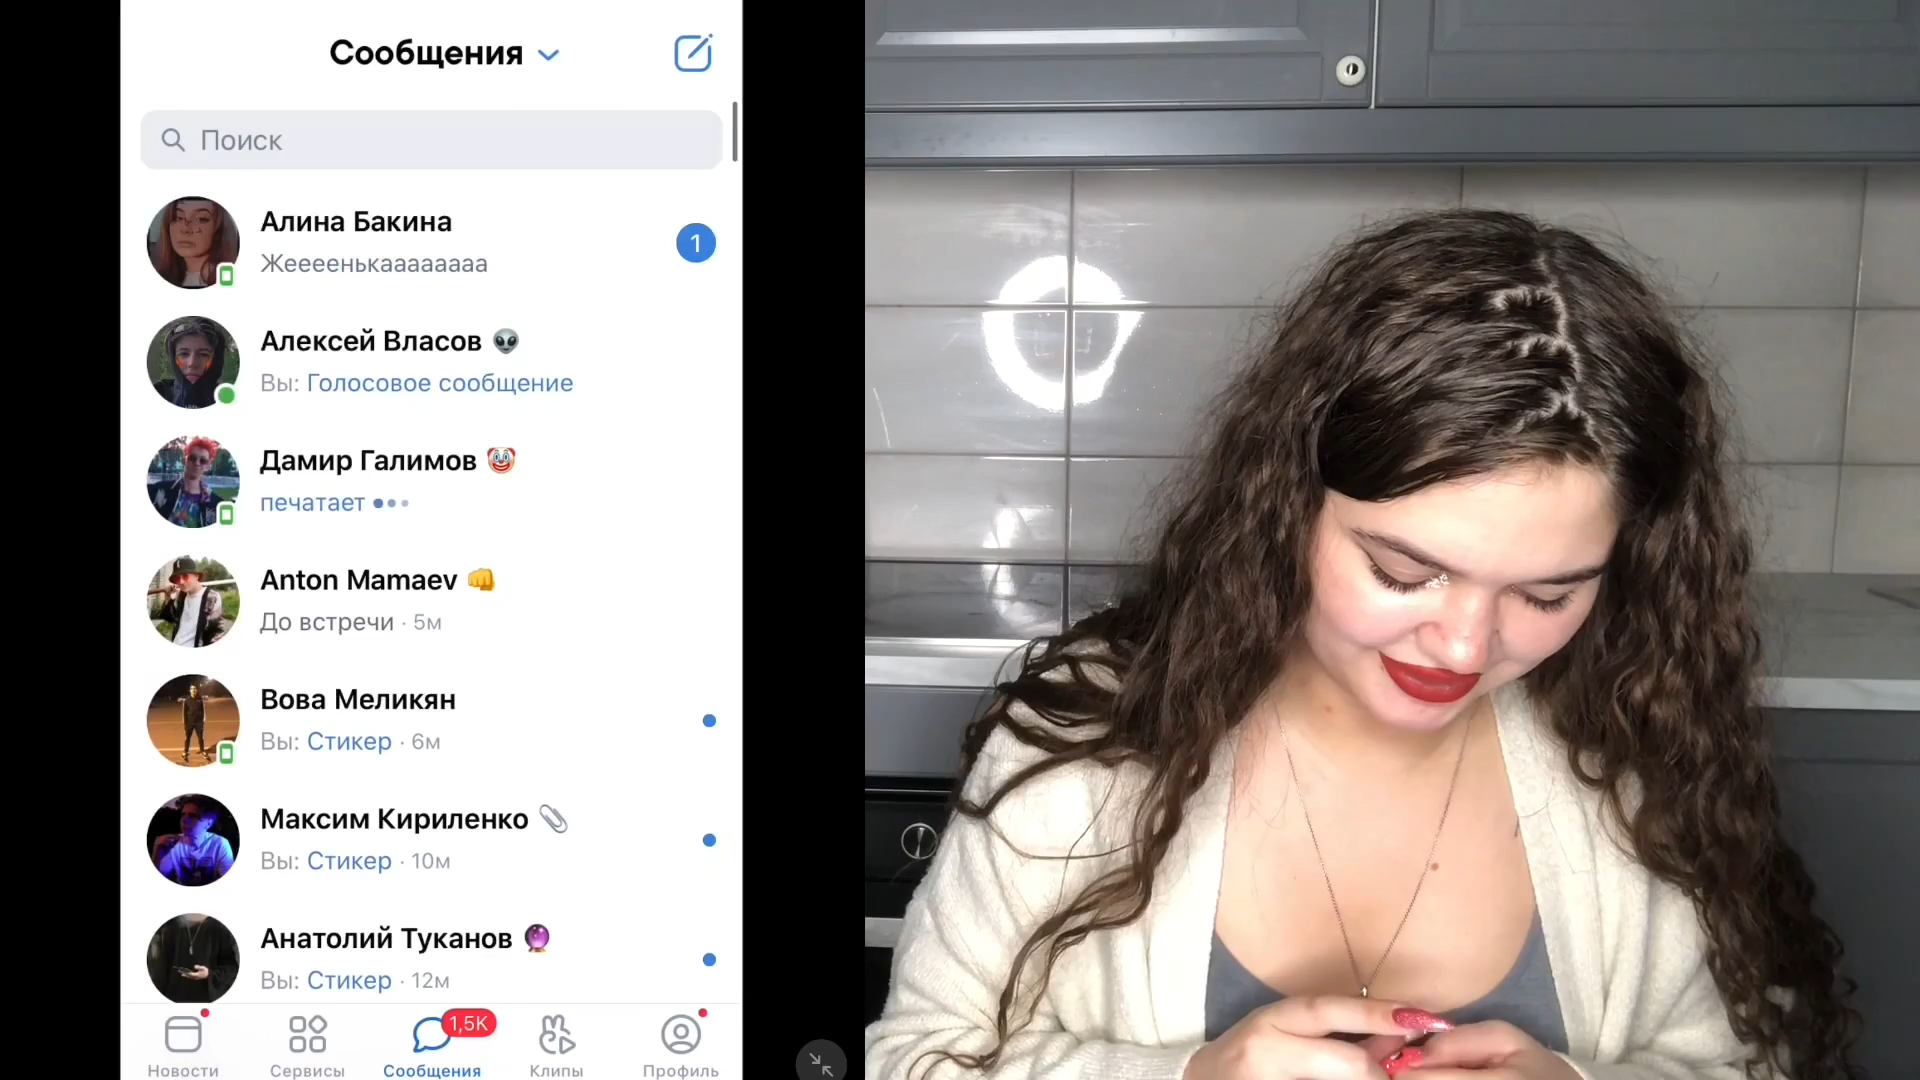 Сообщения
Поиск
Алина Бакина
Жеееенькаааааааа
1
Алексей Власов 👽
Вы: Голосовое сообщение
Дамир Галимов 🤡
печатает
Anton Mamaev 👊
До встречи · 5м
Вова Меликян
Вы: Стикер · 6м
Максим Кириленко 📎
Вы: Стикер · 10м
Анатолий Туканов 🔮
Вы: Стикер · 12м
1,5K
Новости
Сервисы
Сообщения
Клипы
Профиль